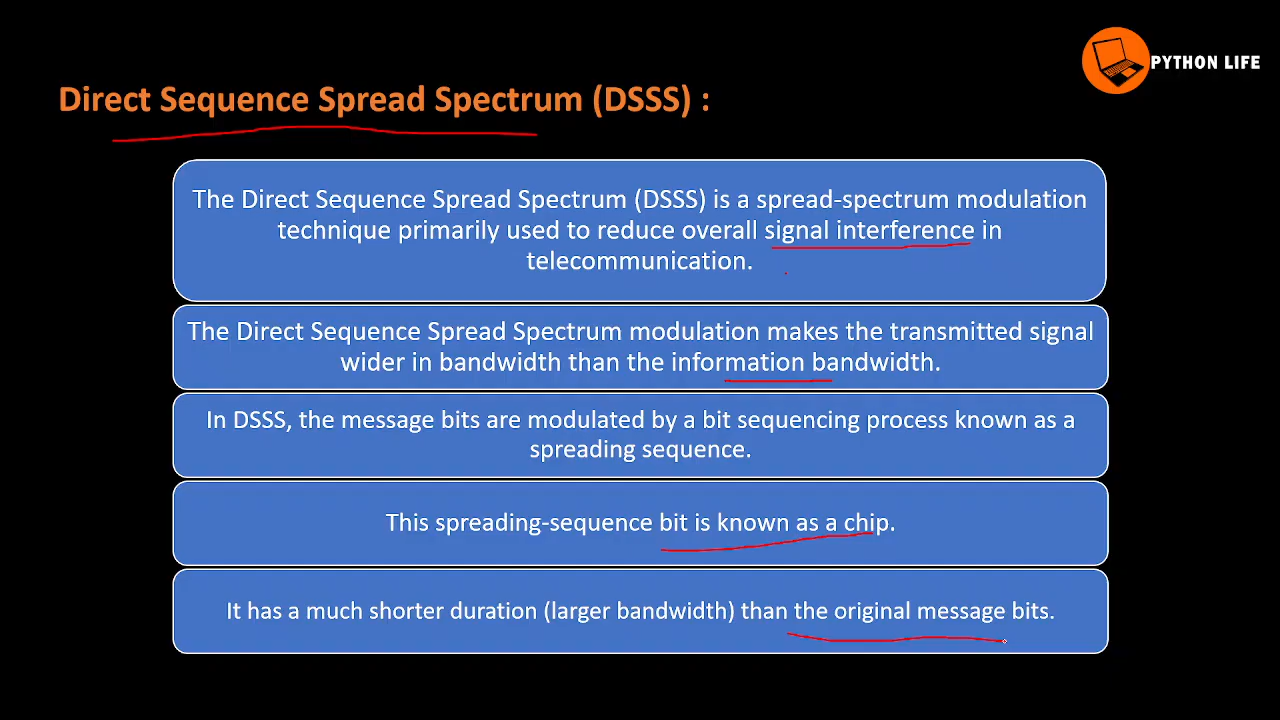 PYTHON LIFE
Direct Sequence Spread Spectrum (DSSS) :
The Direct Sequence Spread Spectrum (DSSS) is a spread-spectrum modulation
technique primarily used to reduce overall signal interference in
telecommunication.
The Direct Sequence Spread Spectrum modulation makes the transmitted signal
wider in bandwidth than the information bandwidth.
In DSSS, the message bits are modulated by a bit sequencing process known as a
spreading sequence.
This spreading-sequence bit is known as a chip.
It has a much shorter duration (larger bandwidth) than the original message bits.